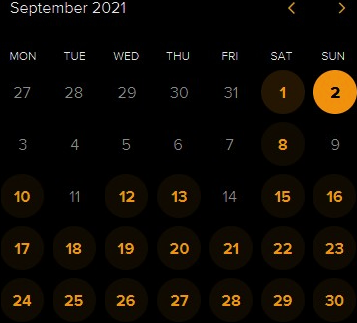 September 2021
MON TUE WED THU FRI SAT SUN
27 28 29 30 31 1 2
3 4 5 6 7 8 9
10 11 12 13 14 15 16
17 18 19 20 21 22 23
24 25 26 27 28 29 30